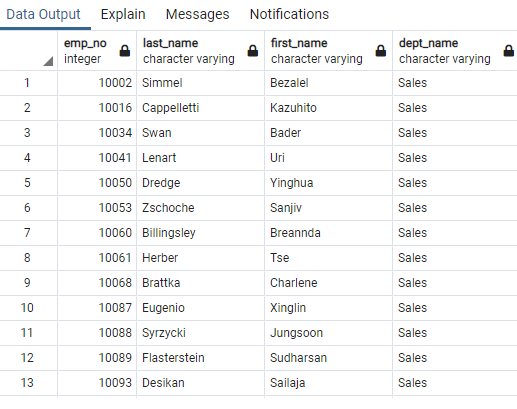 Data Output Explain Messages Notifications
emp_no last_name first_name dept_name
integer character varying character varying character varying
1 10002 Simmel Bezalel Sales
2 10016 Cappelletti Kazuhito Sales
3 10034 Swan Bader Sales
4 10041 Lenart Uri Sales
5 10050 Dredge Yinghua Sales
6 10053 Zschoche Sanjiv Sales
7 10060 Billingsley Breannda Sales
8 10061 Herber Tse Sales
9 10068 Brattka Charlene Sales
10 10087 Eugenio Xinglin Sales
11 10088 Syrzycki Jungsoon Sales
12 10089 Flasterstein Sudharsan Sales
13 10093 Desikan Sailaja Sales